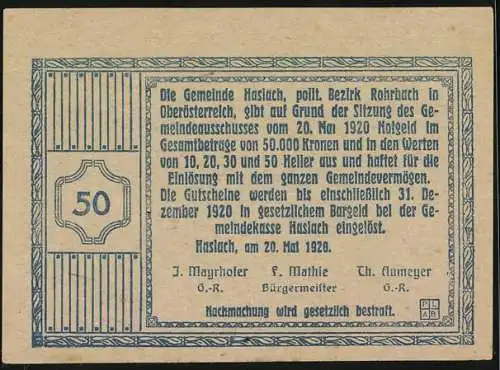 Die Gemeinde Haslach, polit. Bezirk Rohrbach in
Oberösterreich, gibt auf Grund der Sitzung des Ge-
meindeausschusses vom 20. Mai 1920 Notgeld im
Gesamtbetrage von 50.000 Kronen und in den Werten
von 10, 20, 30 und 50 Heller aus und haftet für die
Einlösung mit dem ganzen Gemeindevermögen.
Die Gutscheine werden bis einschließlich 31. De-
zember 1920 in gesetzlichem Bargeld bei der Ge-
meindekasse Haslach eingelöst.
Haslach, am 20. Mai 1920.
J. Mayrhofer F. Mathie Th. Aumeyer
G.-R. Bürgermeister G.-R.
Nachmachung wird gesetzlich bestraft.
50
P L
A B